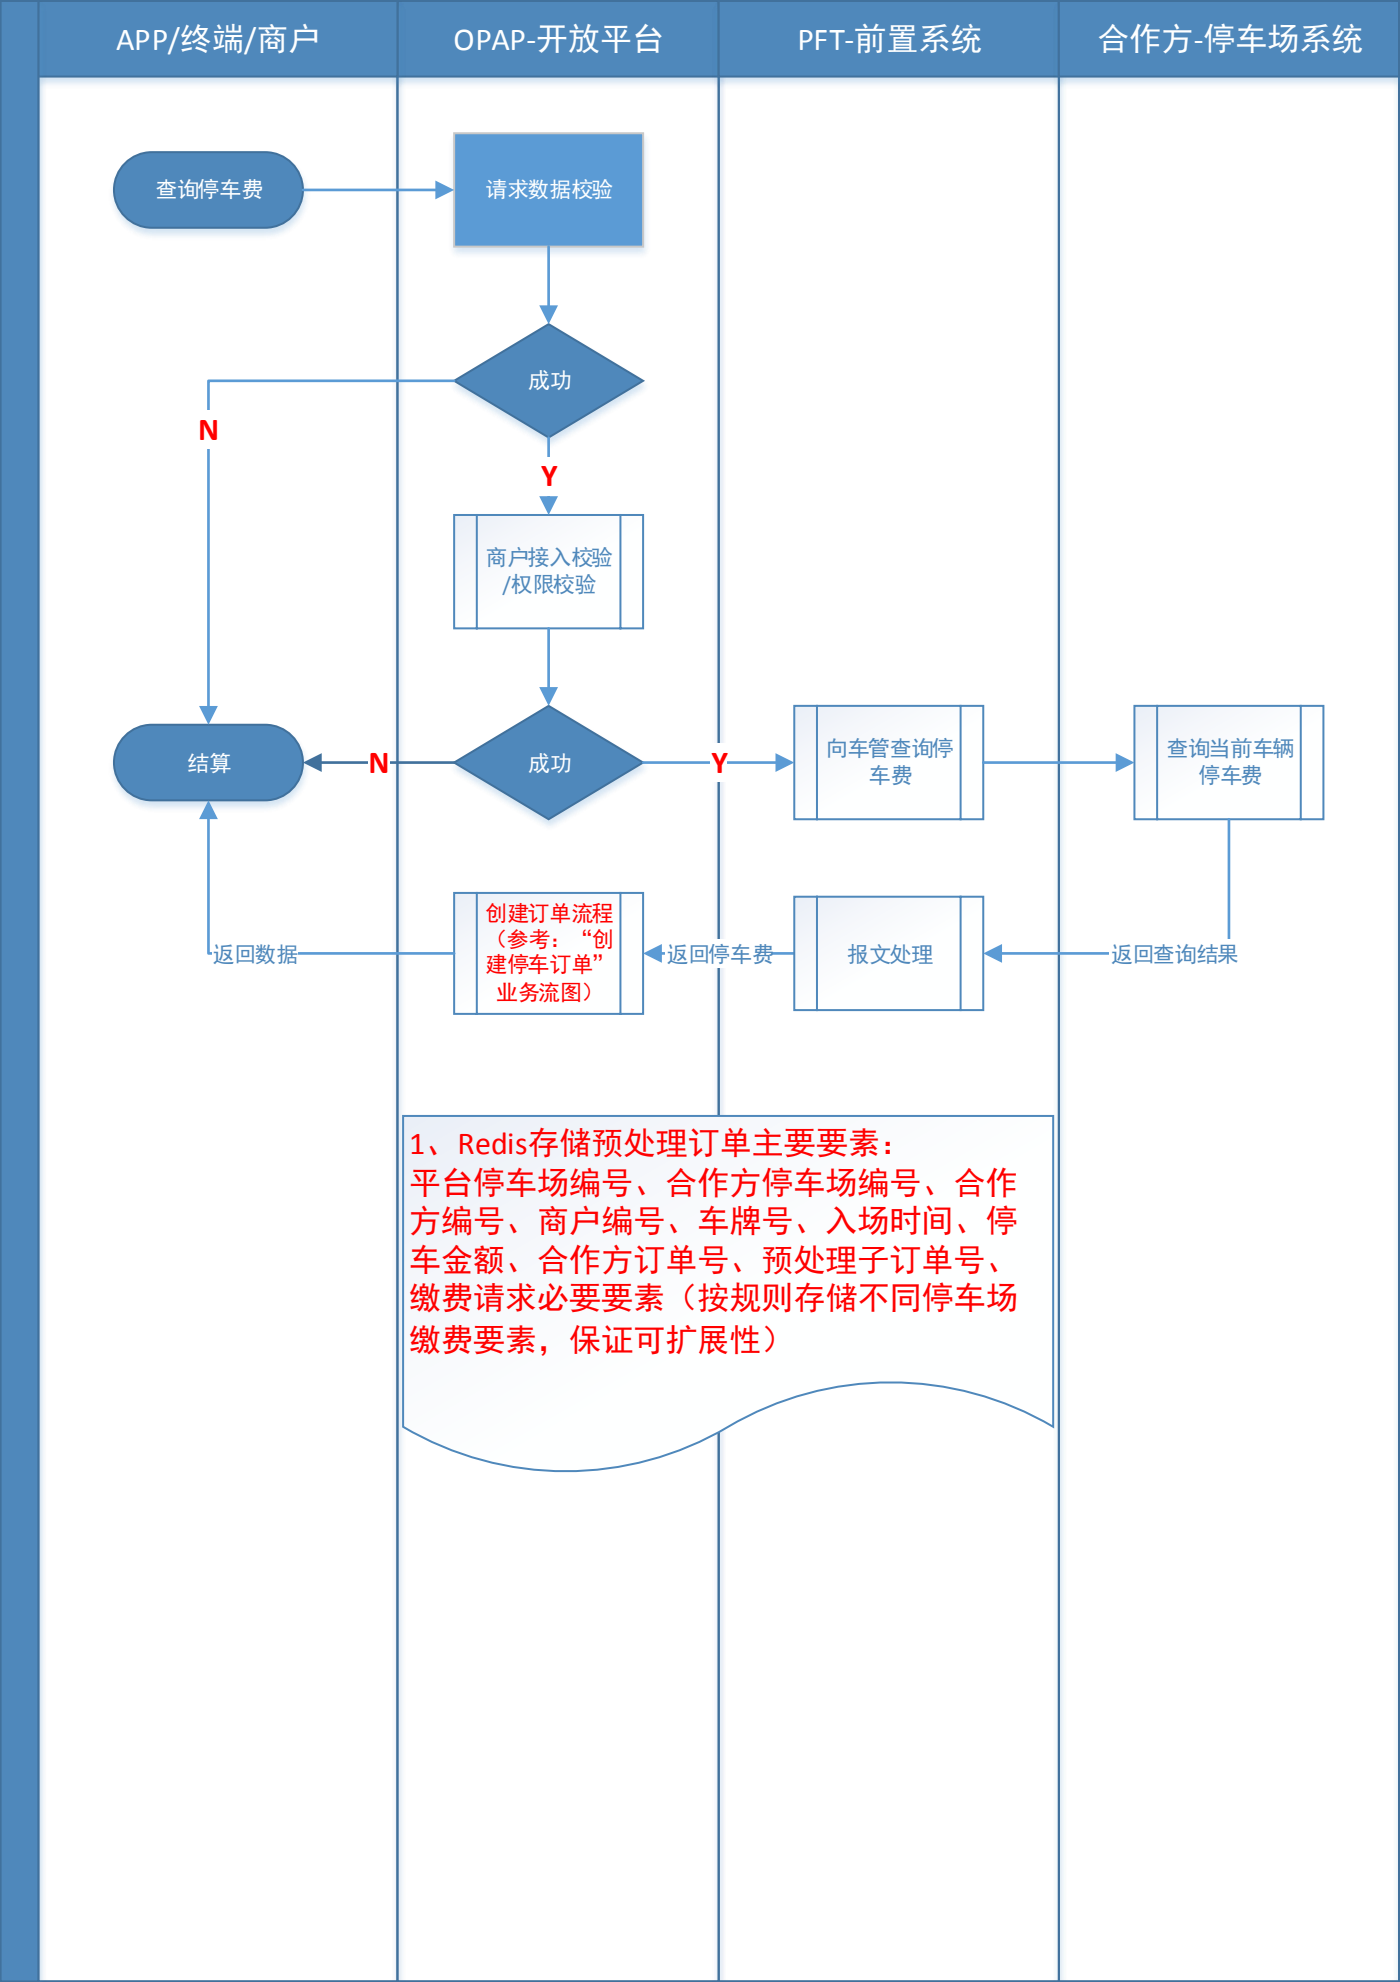 APP/终端/商户
OPAP-开放平台
PFT-前置系统
合作方-停车场系统
查询停车费
请求数据校验
成功
N
Y
商户接入校验
/权限校验
结算
N
成功
Y
向车管查询停
车费
查询当前车辆
停车费
返回数据
创建订单流程
（参考：“创
建停车订单”
业务流图）
返回停车费
报文处理
返回查询结果
1、Redis存储预处理订单主要要素：
平台停车场编号、合作方停车场编号、合作
方编号、商户编号、车牌号、入场时间、停
车金额、合作方订单号、预处理子订单号、
缴费请求必要要素（按规则存储不同停车场
缴费要素，保证可扩展性）